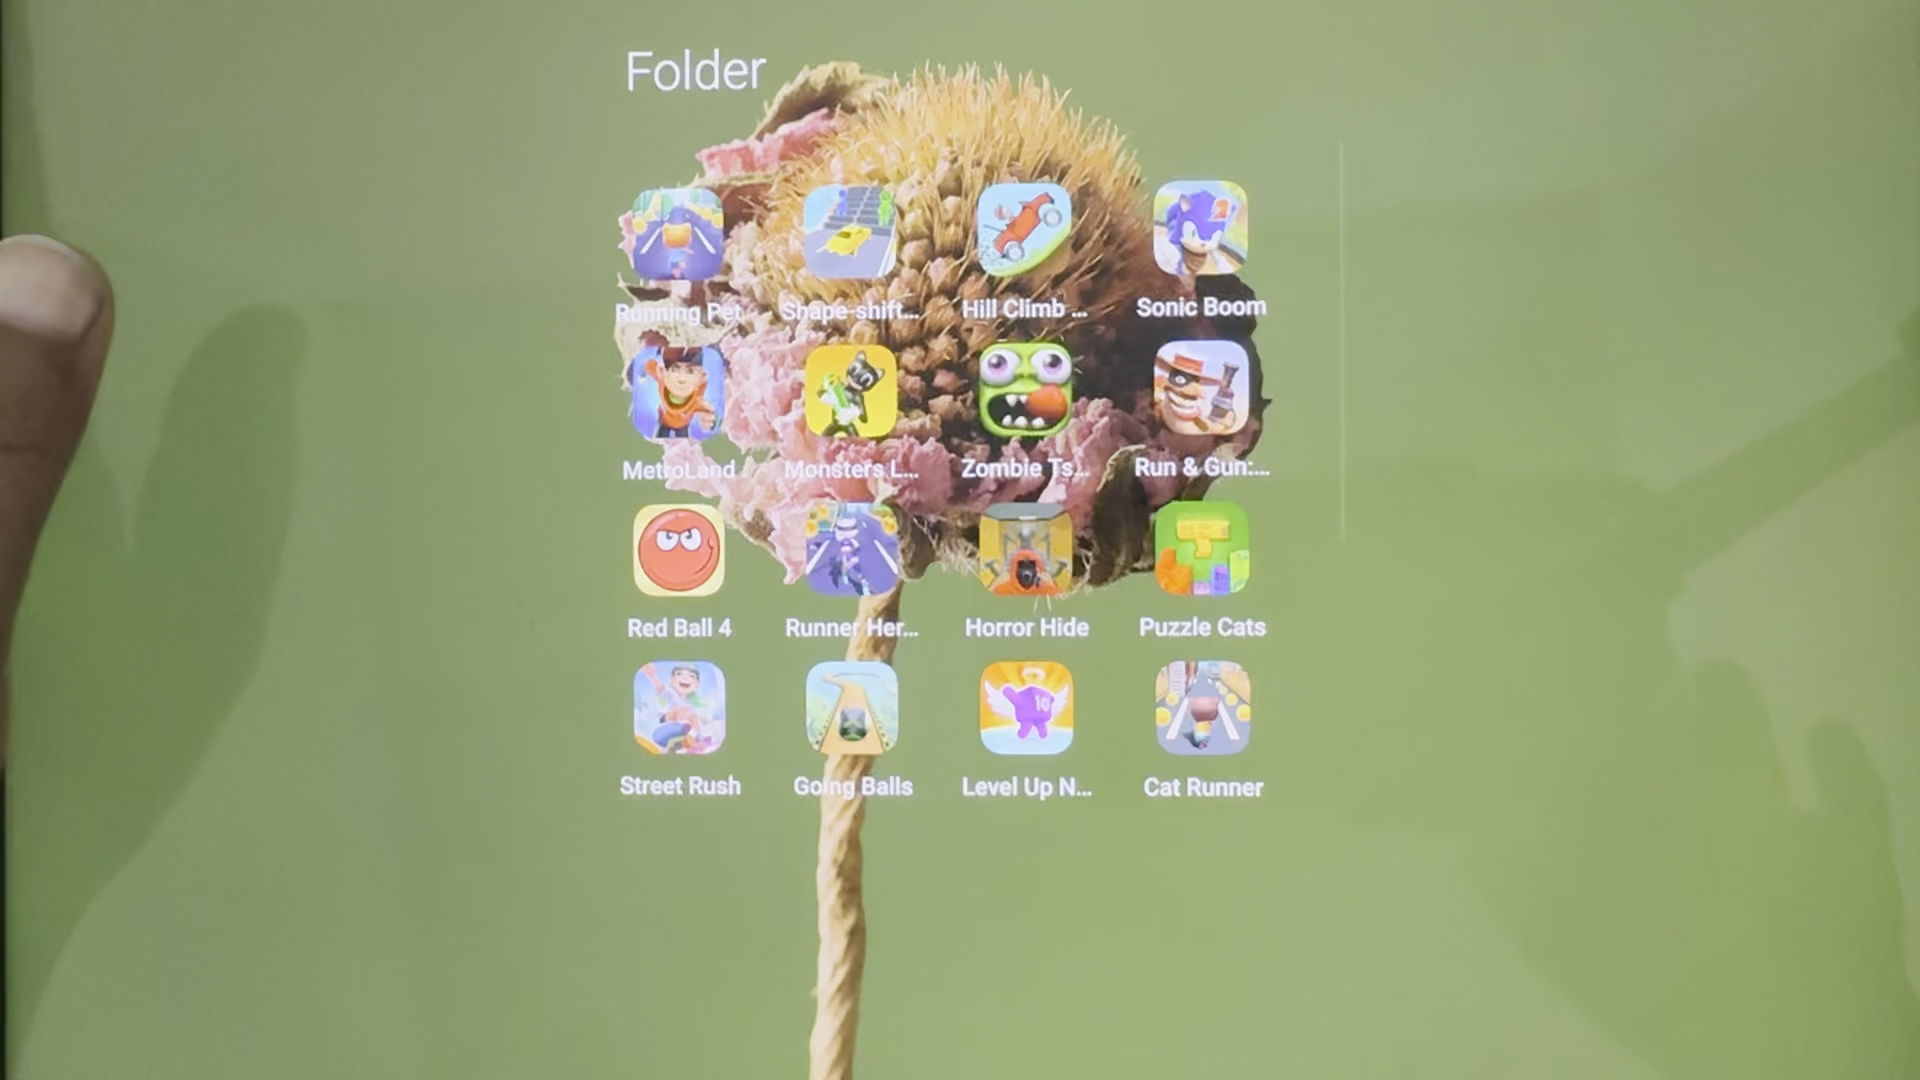 Folder
Running Pet
Shape-shift...
Hill Climb ...
Sonic Boom
MetroLand
Monsters L...
Zombie Ts...
Run & Gun:...
Red Ball 4
Runner Her...
Horror Hide
Puzzle Cats
Street Rush
Going Balls
Level Up N...
Cat Runner